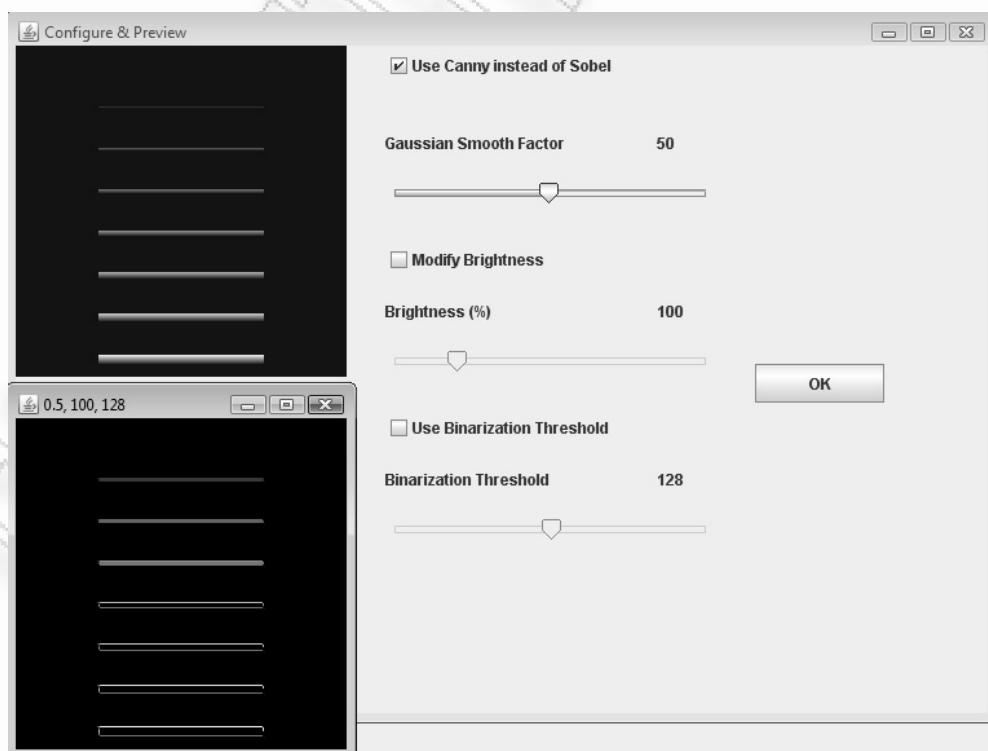 Configure & Preview
Use Canny instead of Sobel
Gaussian Smooth Factor 50
Modify Brightness
Brightness (%) 100
OK
0.5, 100, 128
Use Binarization Threshold
Binarization Threshold 128